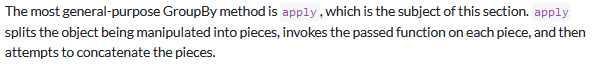 The most general-purpose GroupBy method is apply, which is the subject of this section. apply
splits the object being manipulated into pieces, invokes the passed function on each piece, and then
attempts to concatenate the pieces.